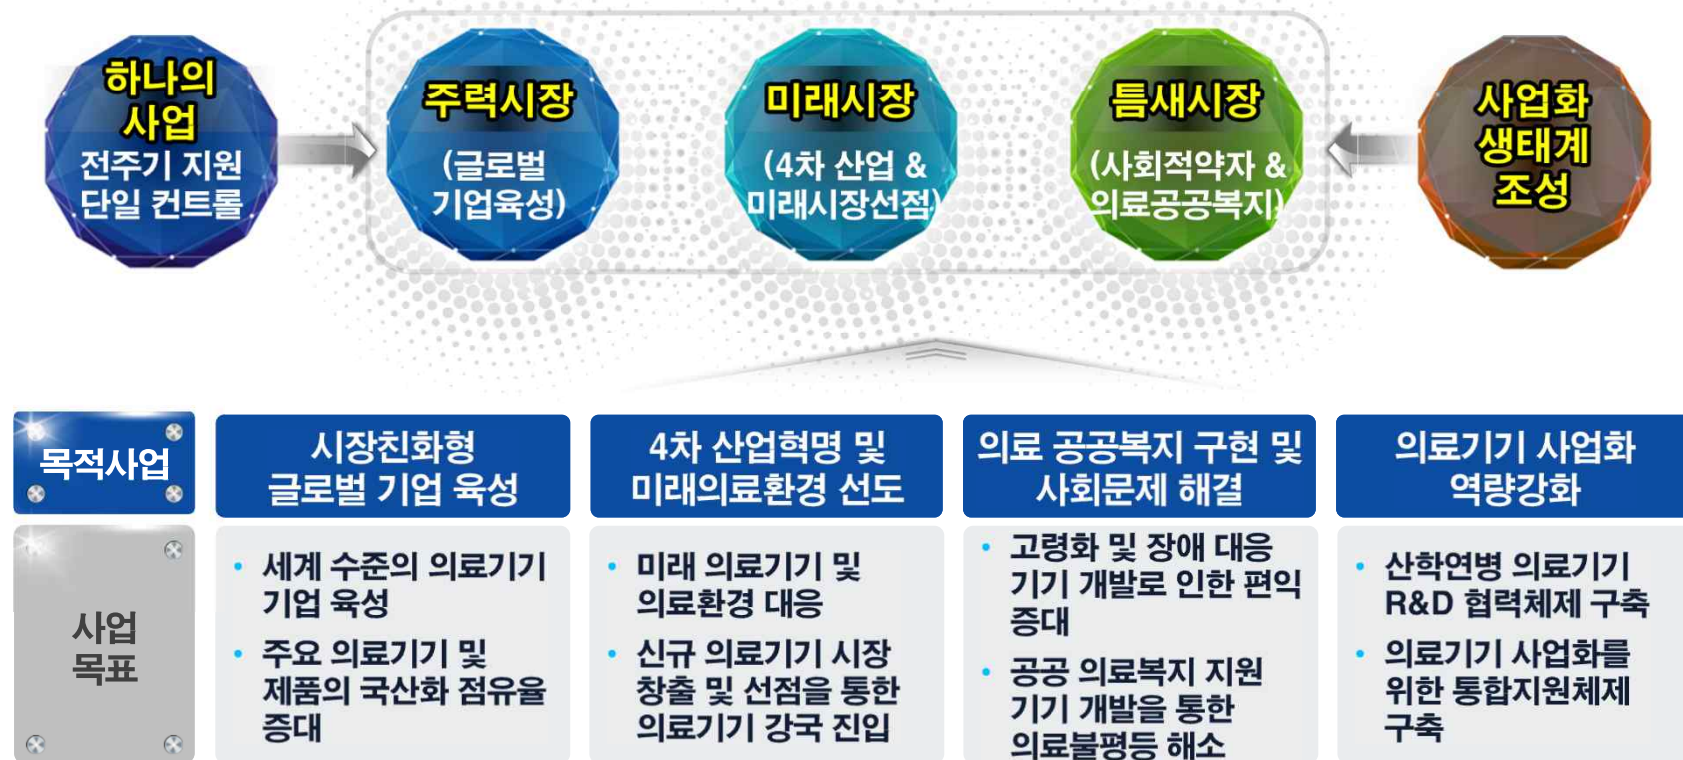 하나의
사업
전주기 지원
단일 컨트롤
주력시장
(글로벌
기업육성)
미래시장
(4차 산업 &
미래시장선점)
틈새시장
(사회적약자 &
의료공공복지)
사업화
생태계
조성
목적사업
시장친화형
글로벌 기업 육성
4차 산업혁명 및
미래의료환경 선도
의료 공공복지 구현 및
사회문제 해결
의료기기 사업화
역량강화
사업
목표
• 세계 수준의 의료기기
기업 육성
• 주요 의료기기 및
제품의 국산화 점유율
증대
• 미래 의료기기 및
의료환경 대응
• 신규 의료기기 시장
창출 및 선점을 통한
의료기기 강국 진입
• 고령화 및 장애 대응
기기 개발로 인한 편익
증대
• 공공 의료복지 지원
기기 개발을 통한
의료불평등 해소
• 산학연병 의료기기
R&D 협력체제 구축
• 의료기기 사업화를
위한 통합지원체제
구축